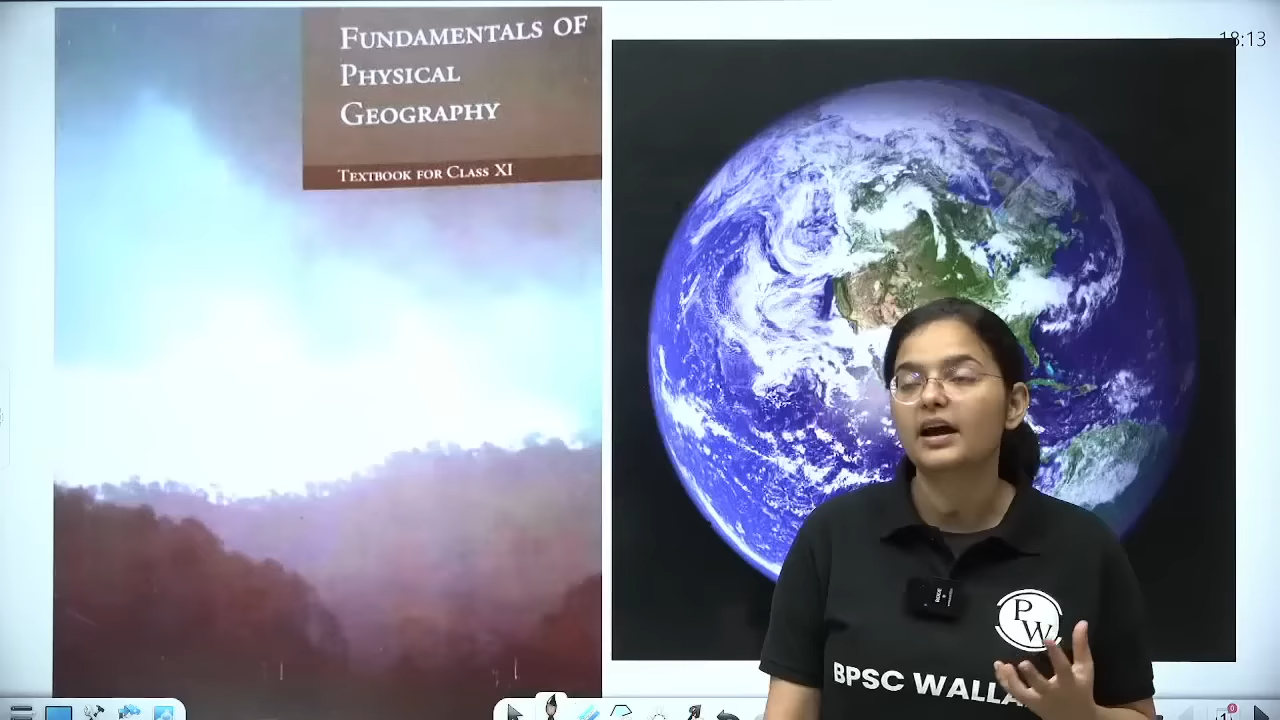 FUNDAMENTALS OF
PHYSICAL
GEOGRAPHY
TEXTBOOK FOR CLASS XI
18:13
PW
BPSC WALLA